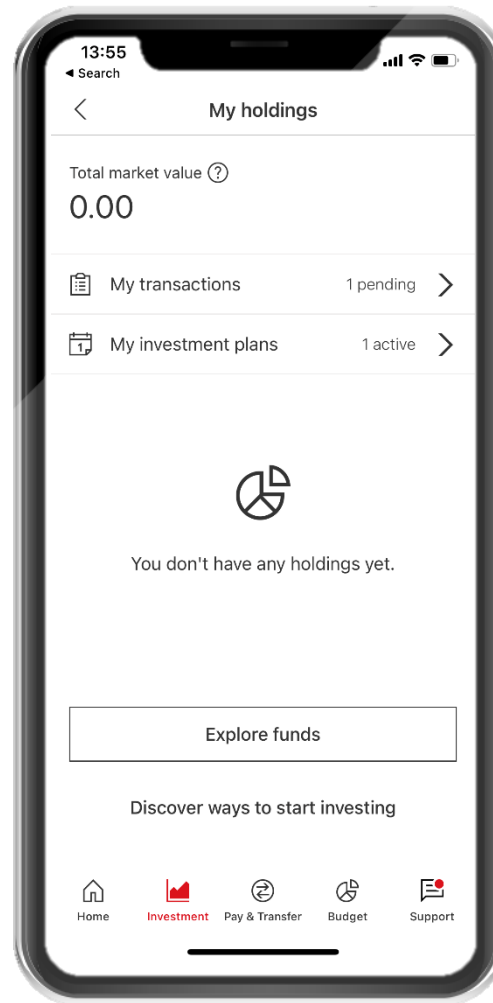 13:55
◀ Search
My holdings
Total market value ?
0.00
My transactions 1 pending
1 My investment plans 1 active
You don't have any holdings yet.
Explore funds
Discover ways to start investing
Home Investment Pay & Transfer Budget Support